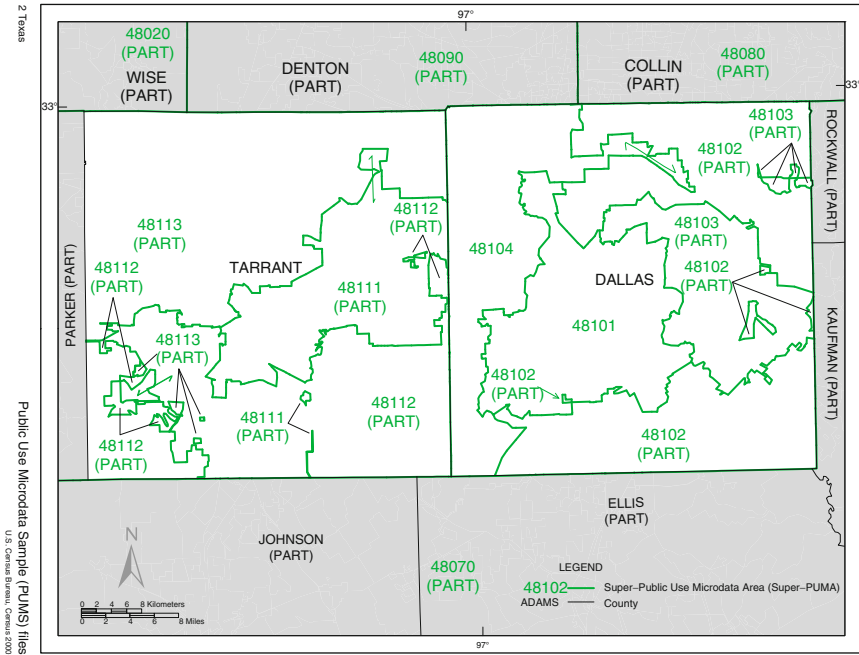 2 Texas
97°
48020
(PART)
WISE
(PART)
DENTON
(PART)
48090
(PART)
COLLIN
(PART)
48080
(PART)
33°
33°
48103
(PART)
48102
(PART)
ROCKWALL (PART)
48113
(PART)
48112
(PART)
48103
(PART)
48104
TARRANT
48112
(PART)
DALLAS
48102
(PART)
48111
(PART)
PARKER (PART)
KAUFMAN (PART)
48113
(PART)
48101
48102
(PART)
48111
(PART)
48112
(PART)
48112
(PART)
48102
(PART)
ELLIS
(PART)
N
JOHNSON
(PART)
48070
(PART)
LEGEND
48102 Super–Public Use Microdata Area (Super–PUMA)
ADAMS County
0 2 4 6 8 Kilometers
0 2 4 6 8 Miles
97°
Public Use Microdata Sample (PUMS) files
U.S. Census Bureau, Census 2000